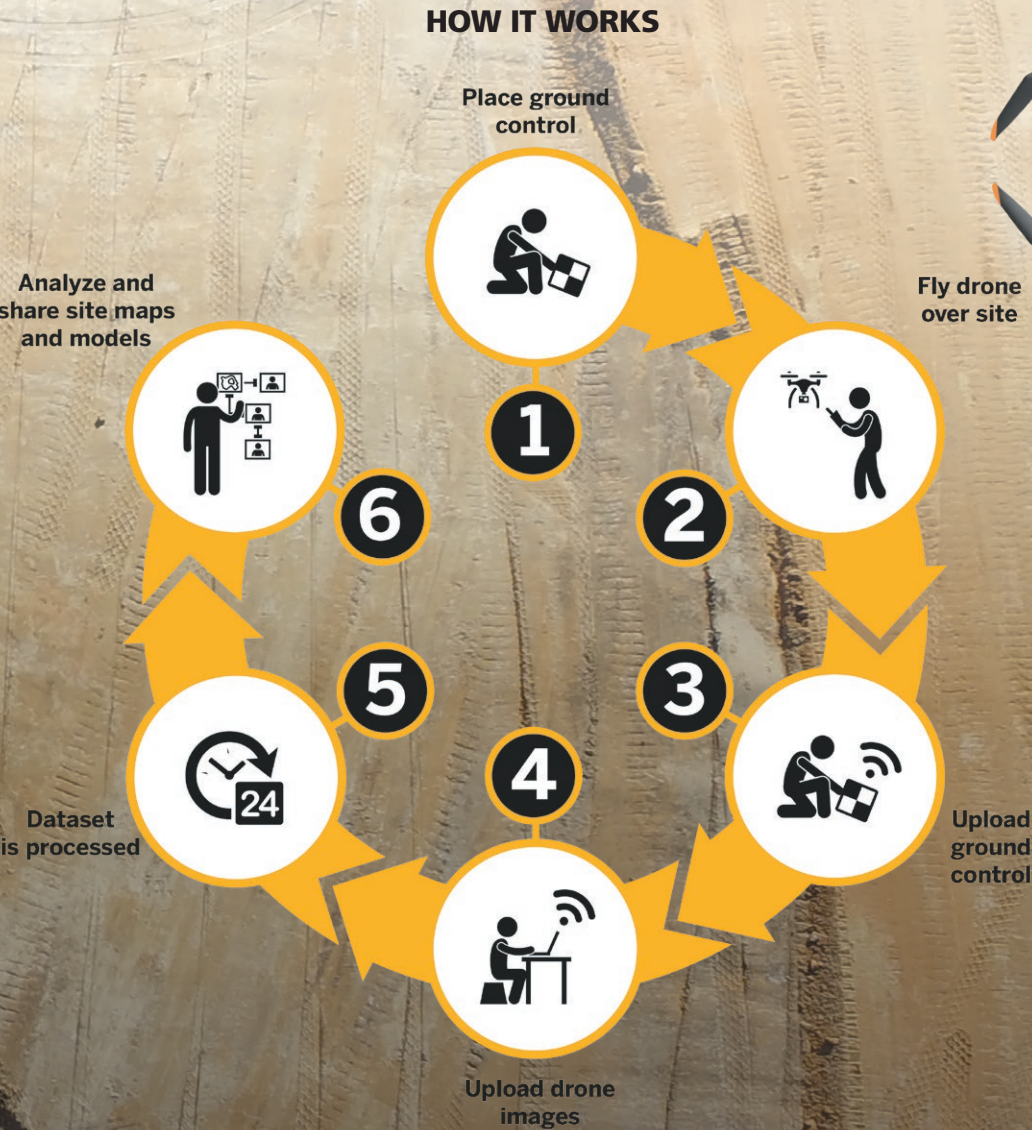 HOW IT WORKS
Place ground
control
1
Fly drone
over site
2
Upload
ground
control
3
Upload drone
images
4
Dataset
is processed
24
5
Analyze and
share site maps
and models
6